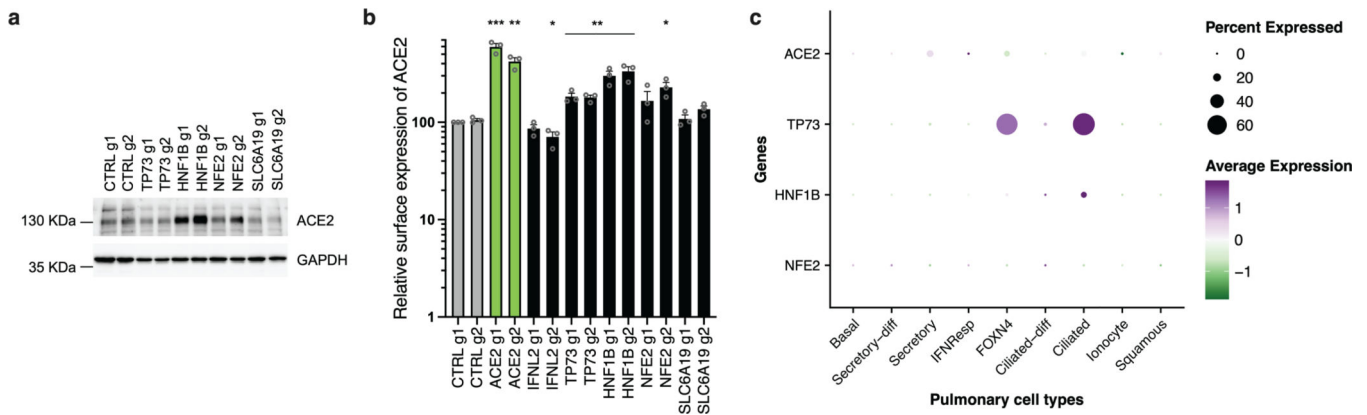 a
CTRL g1
CTRL g2
TP73 g1
TP73 g2
HNF1B g1
HNF1B g2
NFE2 g1
NFE2 g2
SLC6A19 g1
SLC6A19 g2
130 KDa
ACE2
35 KDa
GAPDH
b
Relative surface expression of ACE2
***
**
*
**
*
100
10
1
CTRL g1
CTRL g2
ACE2 g1
ACE2 g2
IFNL2 g1
IFNL2 g2
TP73 g1
TP73 g2
HNF1B g1
HNF1B g2
NFE2 g1
NFE2 g2
SLC6A19 g1
SLC6A19 g2
c
Genes
ACE2
TP73
HNF1B
NFE2
Basal
Secretory-diff
Secretory
IFNResp
FOXN4
Ciliated-diff
Ciliated
Ionocyte
Squamous
Pulmonary cell types
Percent Expressed
0
20
40
60
Average Expression
1
0
−1